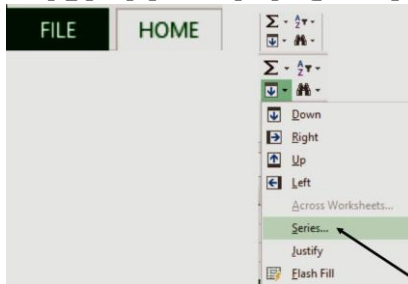 FILE HOME
Σ A Z
Σ A Z
Down
Right
Up
Left
Across Worksheets...
Series...
Justify
Flash Fill